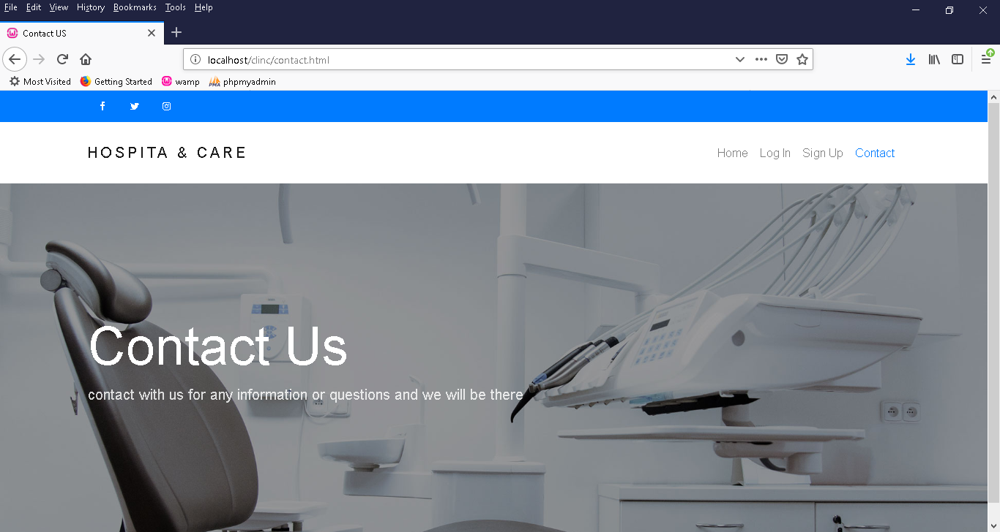 File Edit View History Bookmarks Tools Help
Contact US
localhost/clinc/contact.html
Most Visited Getting Started wamp phpmyadmin
HOSPITA & CARE
Home Log In Sign Up Contact
Contact Us
contact with us for any information or questions and we will be there